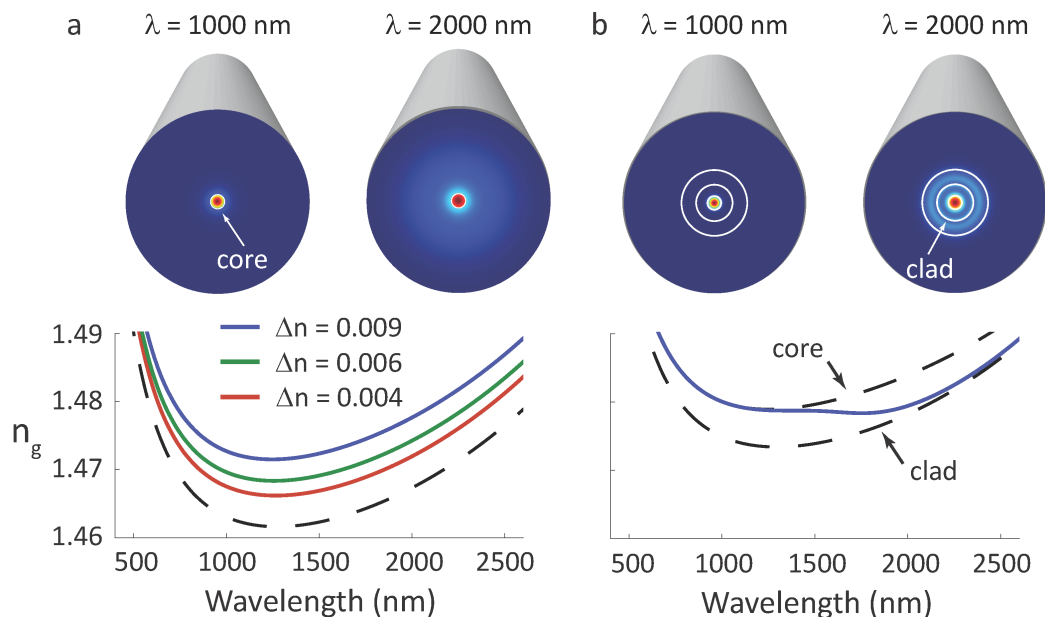 a
λ = 1000 nm
λ = 2000 nm
core
b
λ = 1000 nm
λ = 2000 nm
clad
1.49
1.48
1.47
1.46
n_g
Δn = 0.009
Δn = 0.006
Δn = 0.004
500 1000 1500 2000 2500
Wavelength (nm)
core
clad
500 1000 1500 2000 2500
Wavelength (nm)